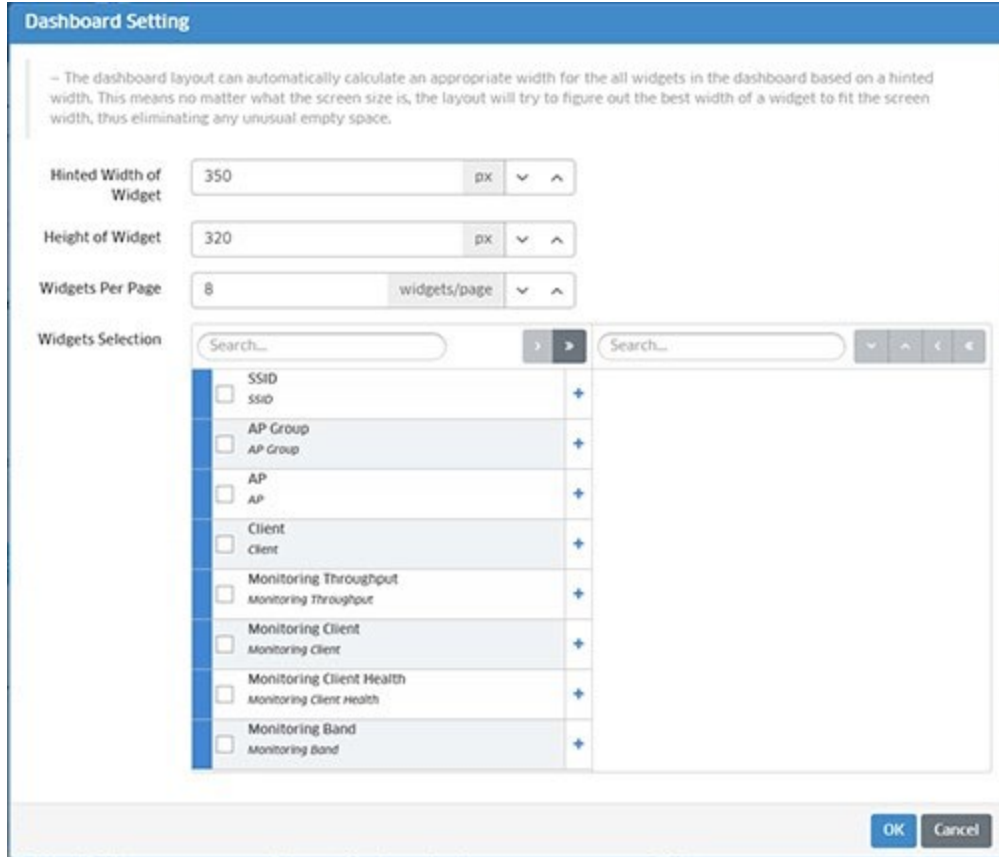 Dashboard Setting
– The dashboard layout can automatically calculate an appropriate width for the all widgets in the dashboard based on a hinted
width. This means no matter what the screen size is, the layout will try to figure out the best width of a widget to fit the screen
width, thus eliminating any unusual empty space.
Hinted Width of
Widget
350 px
Height of Widget
320 px
Widgets Per Page
8 widgets/page
Widgets Selection
Search...
Search...
SSID
SSID
AP Group
AP Group
AP
AP
Client
Client
Monitoring Throughput
Monitoring Throughput
Monitoring Client
Monitoring Client
Monitoring Client Health
Monitoring Client Health
Monitoring Band
Monitoring Band
OK Cancel